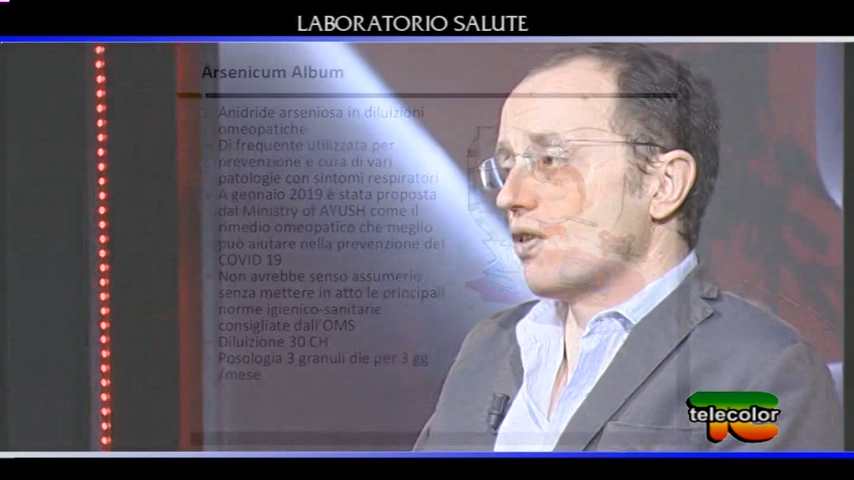 LABORATORIO SALUTE
Arsenicum Album
Anidride arseniosa in diluizioni
omeopatiche
Di frequente utilizzata per
prevenzione e cura di vari
patologie con sintomi respiratori
A gennaio 2019 è stata proposta
dal Ministry of AYUSH come il
rimedio omeopatico che meglio
può aiutare nella prevenzione del
COVID 19
Non avrebbe senso assumerlo
senza mettere in atto le principali
norme igienico-sanitarie
consigliate dall'OMS
Diluizione 30 CH
Posologia 3 granuli die per 3 gg
/mese
telecolor